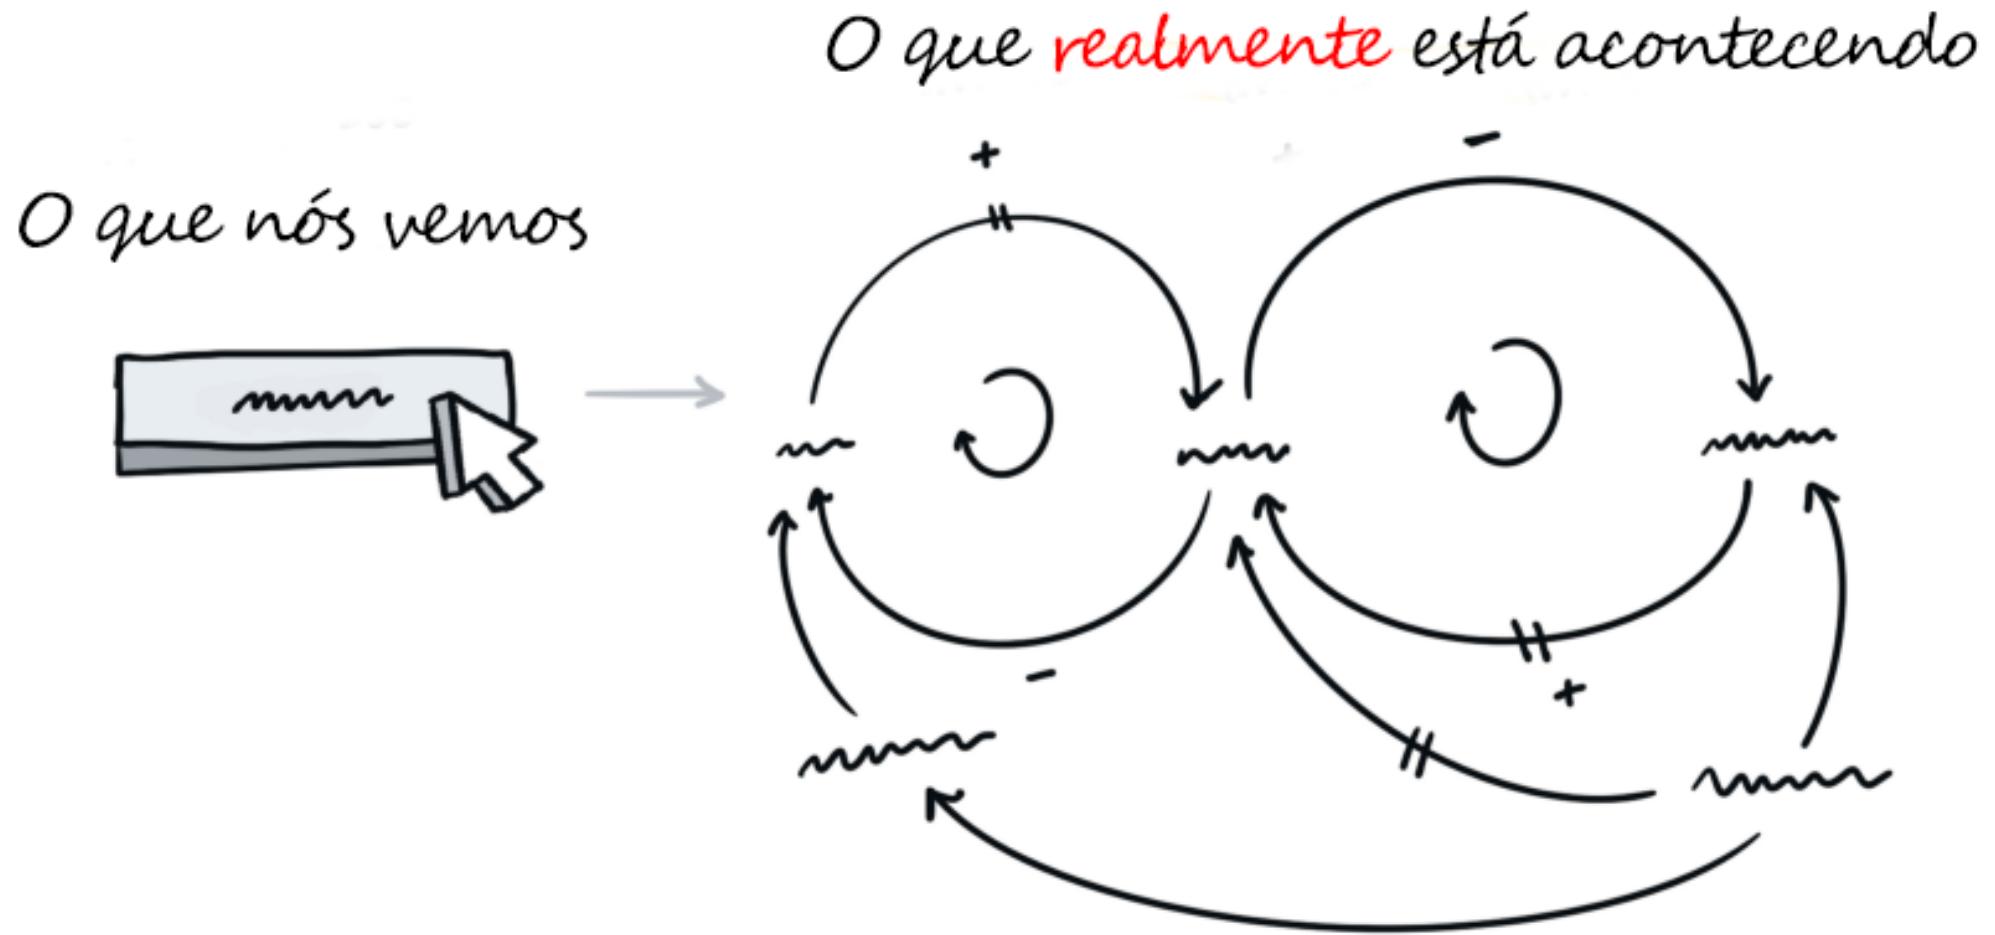 O que realmente está acontecendo
O que nós vemos
+
-
-
+